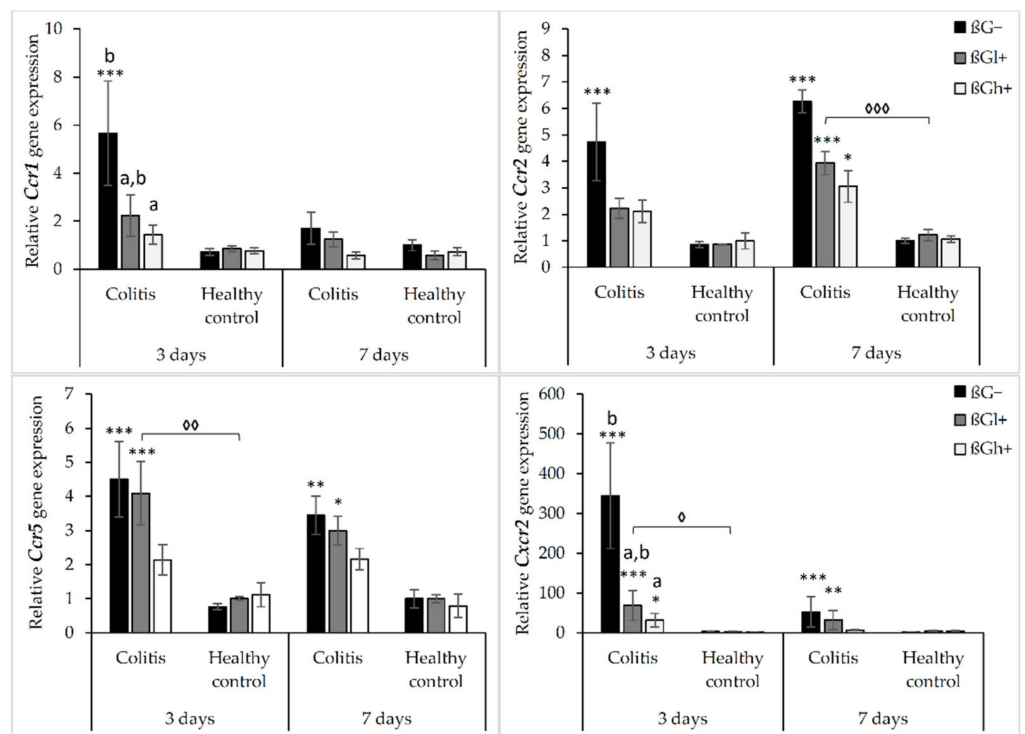 Relative Ccr1 gene expression
10
8
6
4
2
0
b
***
a,b
a
Colitis
Healthy control
Colitis
Healthy control
3 days
7 days
Relative Ccr2 gene expression
9
8
7
6
5
4
3
2
1
0
***
***
***
*
◊◊◊
ßG−
ßGl+
ßGh+
Colitis
Healthy control
Colitis
Healthy control
3 days
7 days
Relative Ccr5 gene expression
7
6
5
4
3
2
1
0
***
***
◊◊
**
*
Colitis
Healthy control
Colitis
Healthy control
3 days
7 days
Relative Cxcr2 gene expression
600
500
400
300
200
100
0
b
***
◊
a,b
***
a
*
***
**
ßG−
ßGl+
ßGh+
Colitis
Healthy control
Colitis
Healthy control
3 days
7 days